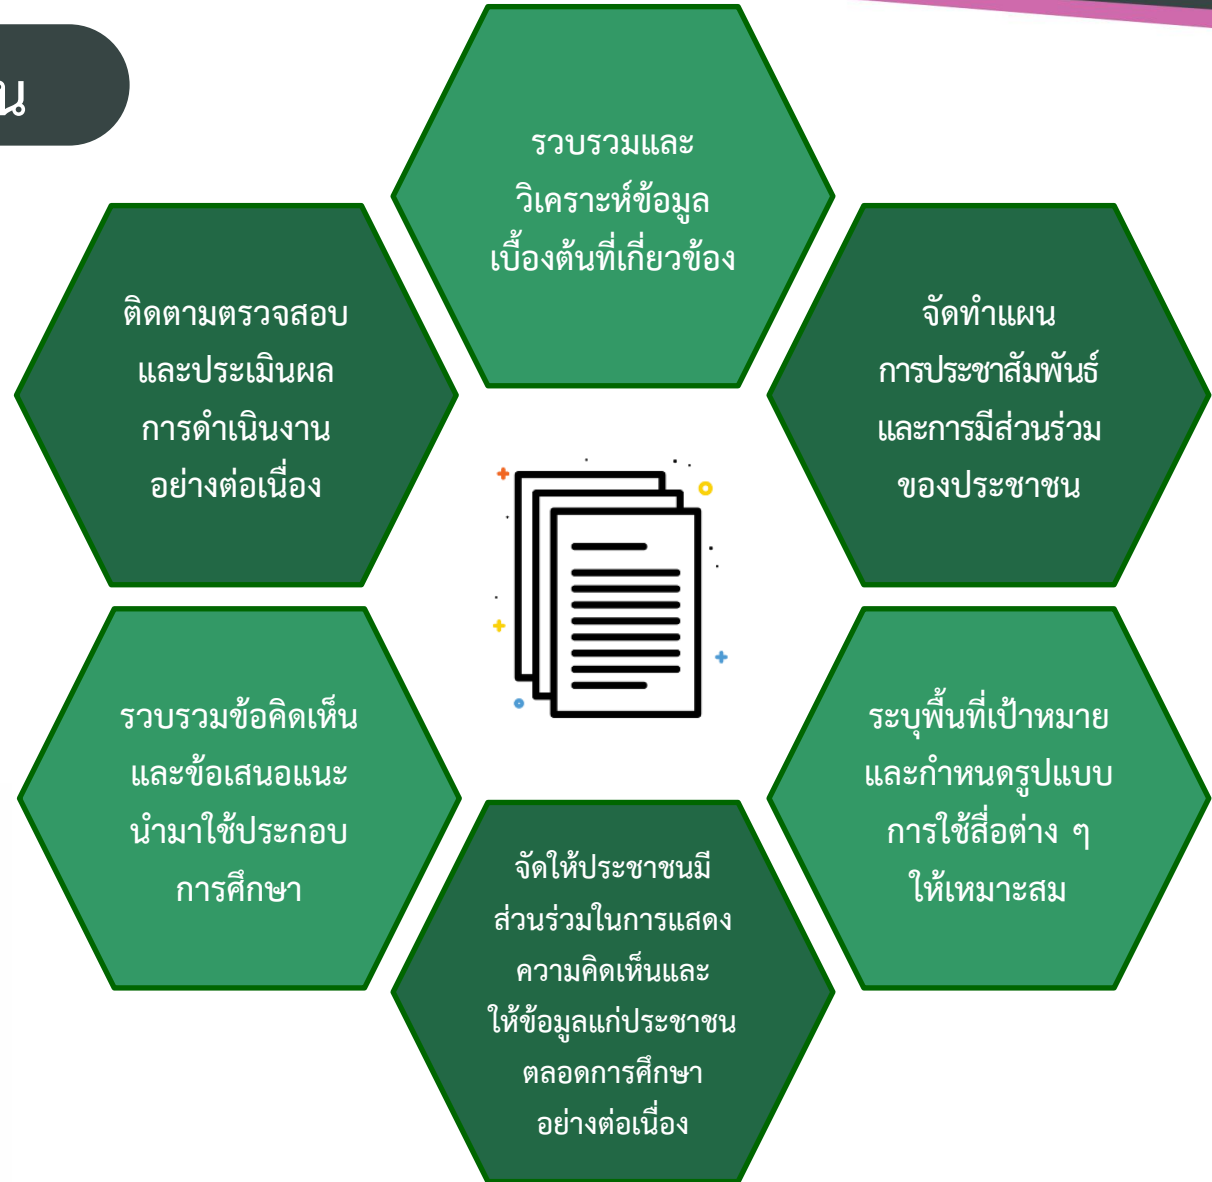 รวบรวมและ
วิเคราะห์ข้อมูล
เบื้องต้นที่เกี่ยวข้อง
จัดทำแผน
การประชาสัมพันธ์
และการมีส่วนร่วม
ของประชาชน
ระบุพื้นที่เป้าหมาย
และกำหนดรูปแบบ
การใช้สื่อต่าง ๆ
ให้เหมาะสม
จัดให้ประชาชนมี
ส่วนร่วมในการแสดง
ความคิดเห็นและ
ให้ข้อมูลแก่ประชาชน
ตลอดการศึกษา
อย่างต่อเนื่อง
รวบรวมข้อคิดเห็น
และข้อเสนอแนะ
นำมาใช้ประกอบ
การศึกษา
ติดตามตรวจสอบ
และประเมินผล
การดำเนินงาน
อย่างต่อเนื่อง